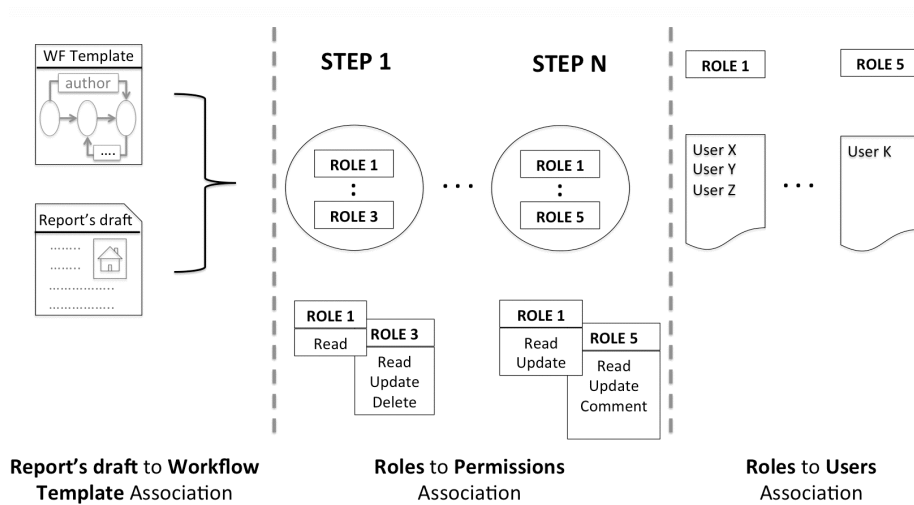 WF Template
author
....
Report's draft
........
........
.................
.................
Report's draft to Workflow
Template Association
STEP 1
STEP N
ROLE 1
:
ROLE 3
...
ROLE 1
:
ROLE 5
ROLE 1
Read
ROLE 3
Read
Update
Delete
ROLE 1
Read
Update
ROLE 5
Read
Update
Comment
Roles to Permissions
Association
ROLE 1
ROLE 5
User X
User Y
User Z
...
User K
Roles to Users
Association